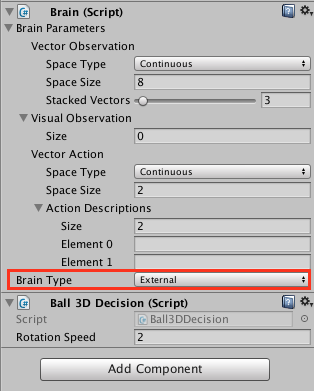 Brain (Script)
Brain Parameters
Vector Observation
Space Type Continuous
Space Size 8
Stacked Vectors 3
Visual Observation
Size 0
Vector Action
Space Type Continuous
Space Size 2
Action Descriptions
Size 2
Element 0
Element 1
Brain Type External
Ball 3D Decision (Script)
Script Ball3DDecision
Rotation Speed 2
Add Component